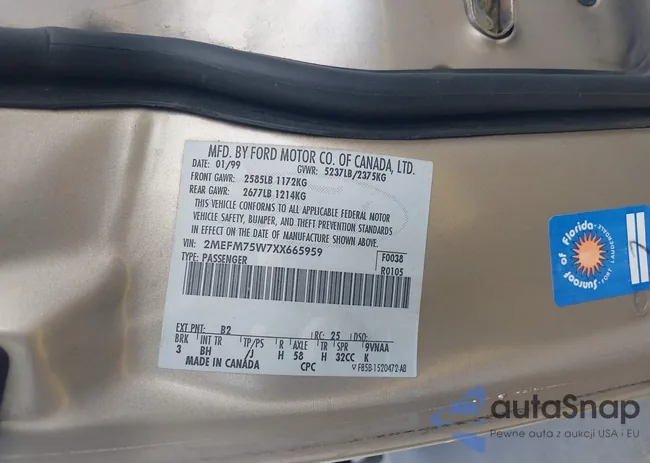 MFD. BY FORD MOTOR CO. OF CANADA, LTD.
DATE: 01/99 GVWR: 5237LB/2375KG
FRONT GAWR: 2585LB 1172KG
REAR GAWR: 2677LB 1214KG
THIS VEHICLE CONFORMS TO ALL APPLICABLE FEDERAL MOTOR
VEHICLE SAFETY, BUMPER, AND THEFT PREVENTION STANDARDS
IN EFFECT ON THE DATE OF MANUFACTURE SHOWN ABOVE.
VIN: 2MEFM75W7XX665959
TYPE: PASSENGER
F0038
R0105
EXT PNT: B2 RC: 25 DSO:
BRK INT TR TP/PS R AXLE TR SPR 9VNAA
3 BH /J H 58 H 32CC K
MADE IN CANADA CPC
F85B-1520472-AB
Sunroof of Florida
FORT LAUDER
autaSnap
Pewne auta z aukcji USA i EU